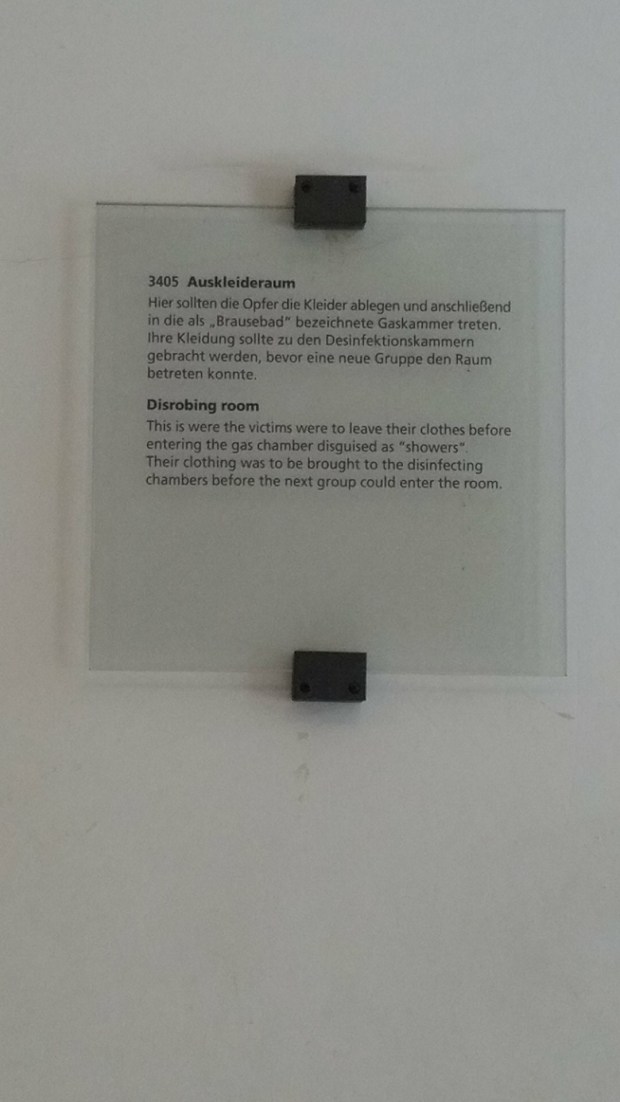 3405 Auskleideraum
Hier sollten die Opfer die Kleider ablegen und anschließend
in die als „Brausebad“ bezeichnete Gaskammer treten.
Ihre Kleidung sollte zu den Desinfektionskammern
gebracht werden, bevor eine neue Gruppe den Raum
betreten konnte.
Disrobing room
This is were the victims were to leave their clothes before
entering the gas chamber disguised as "showers".
Their clothing was to be brought to the disinfecting
chambers before the next group could enter the room.